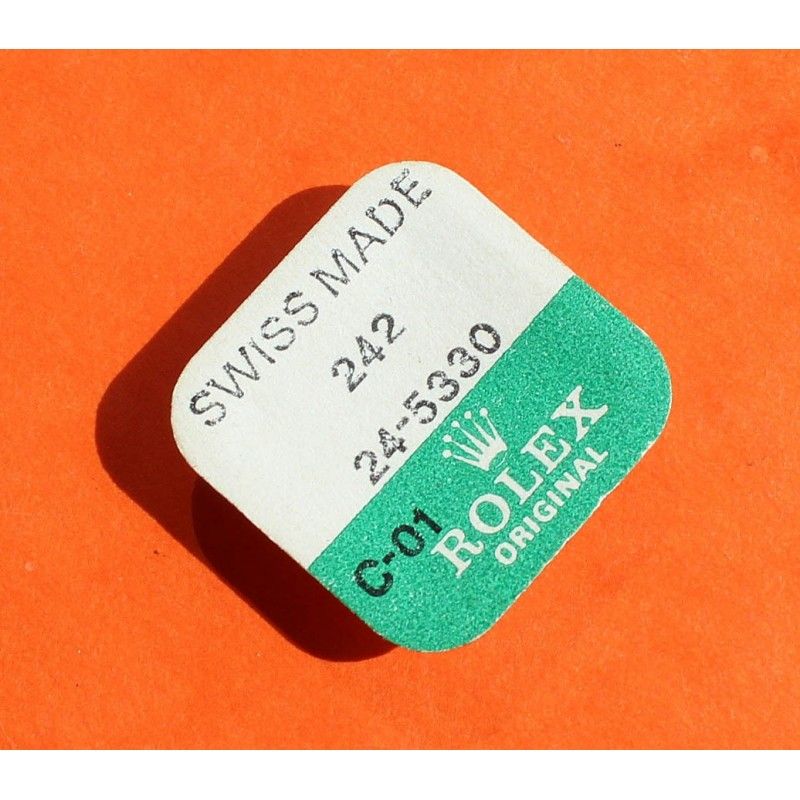 SWISS MADE
242
24-5330
C-01
ROLEX
ORIGINAL